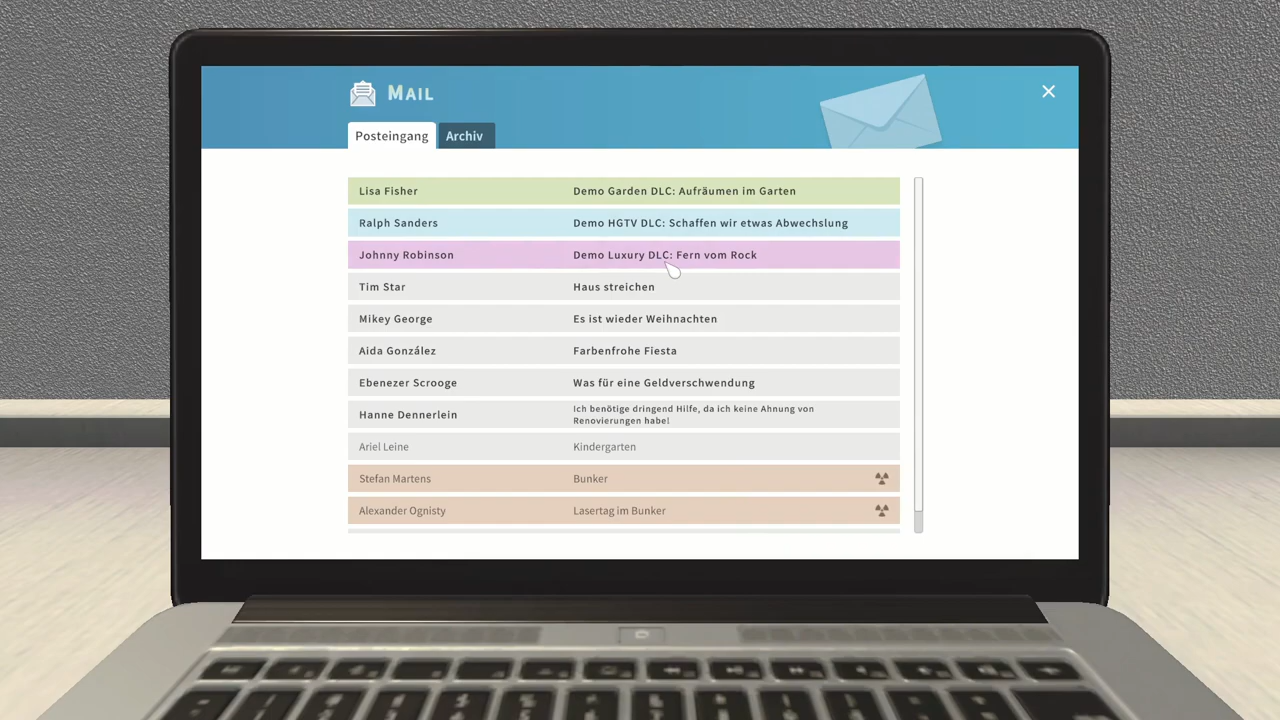 Mail
Posteingang
Archiv
Lisa Fisher Demo Garden DLC: Aufräumen im Garten
Ralph Sanders Demo HGTV DLC: Schaffen wir etwas Abwechslung
Johnny Robinson Demo Luxury DLC: Fern vom Rock
Tim Star Haus streichen
Mikey George Es ist wieder Weihnachten
Aida González Farbenfrohe Fiesta
Ebenezer Scrooge Was für eine Geldverschwendung
Hanne Dennerlein Ich benötige dringend Hilfe, da ich keine Ahnung von
Renovierungen habe!
Ariel Leine Kindergarten
Stefan Martens Bunker
Alexander Ognisty Lasertag im Bunker